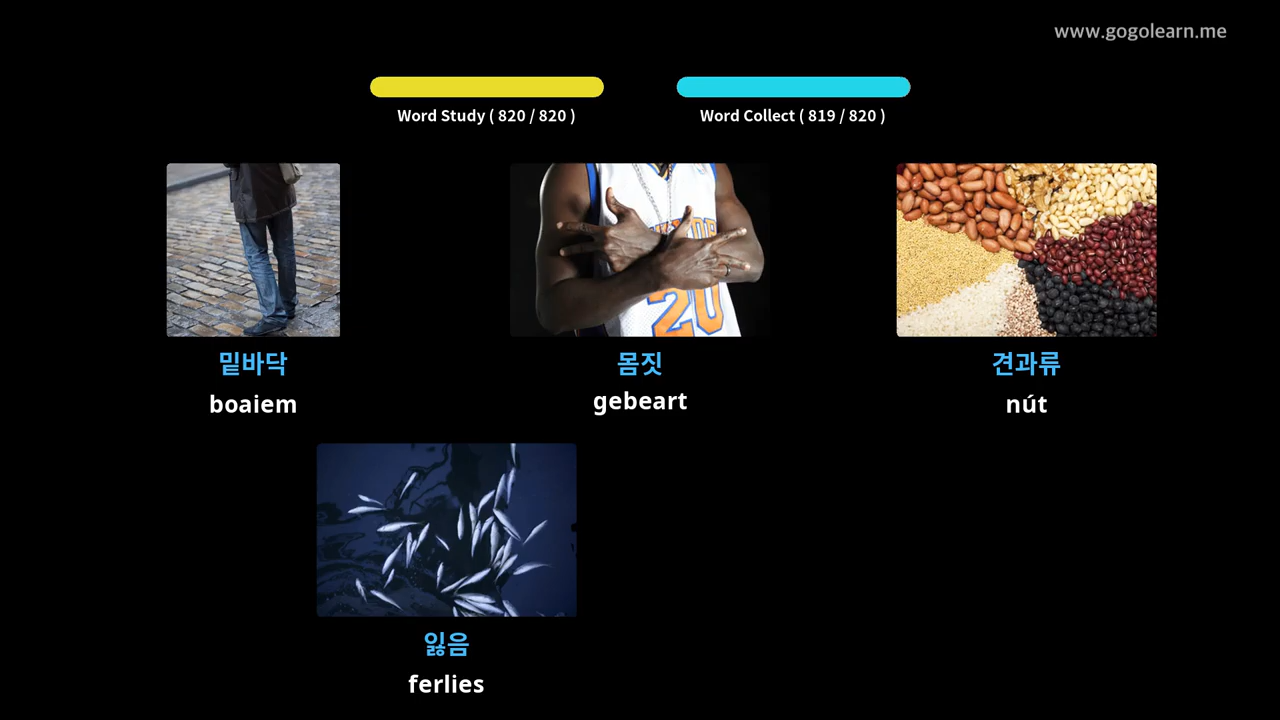 www.gogolearn.me
Word Study ( 820 / 820 )
Word Collect ( 819 / 820 )
밑바닥
boaiem
몸짓
gebeart
견과류
nút
잃음
ferlies
20